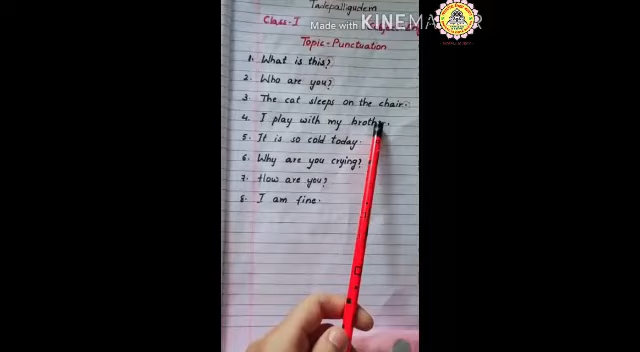 Tadepalligudem
Class-I
Made with KINEMASTER
Topic-Punctuation
1. What is this?
2. Who are you?
3. The cat sleeps on the chair.
4. I play with my brother.
5. It is so cold today.
6. Why are you crying?
7. How are you?
8. I am fine.